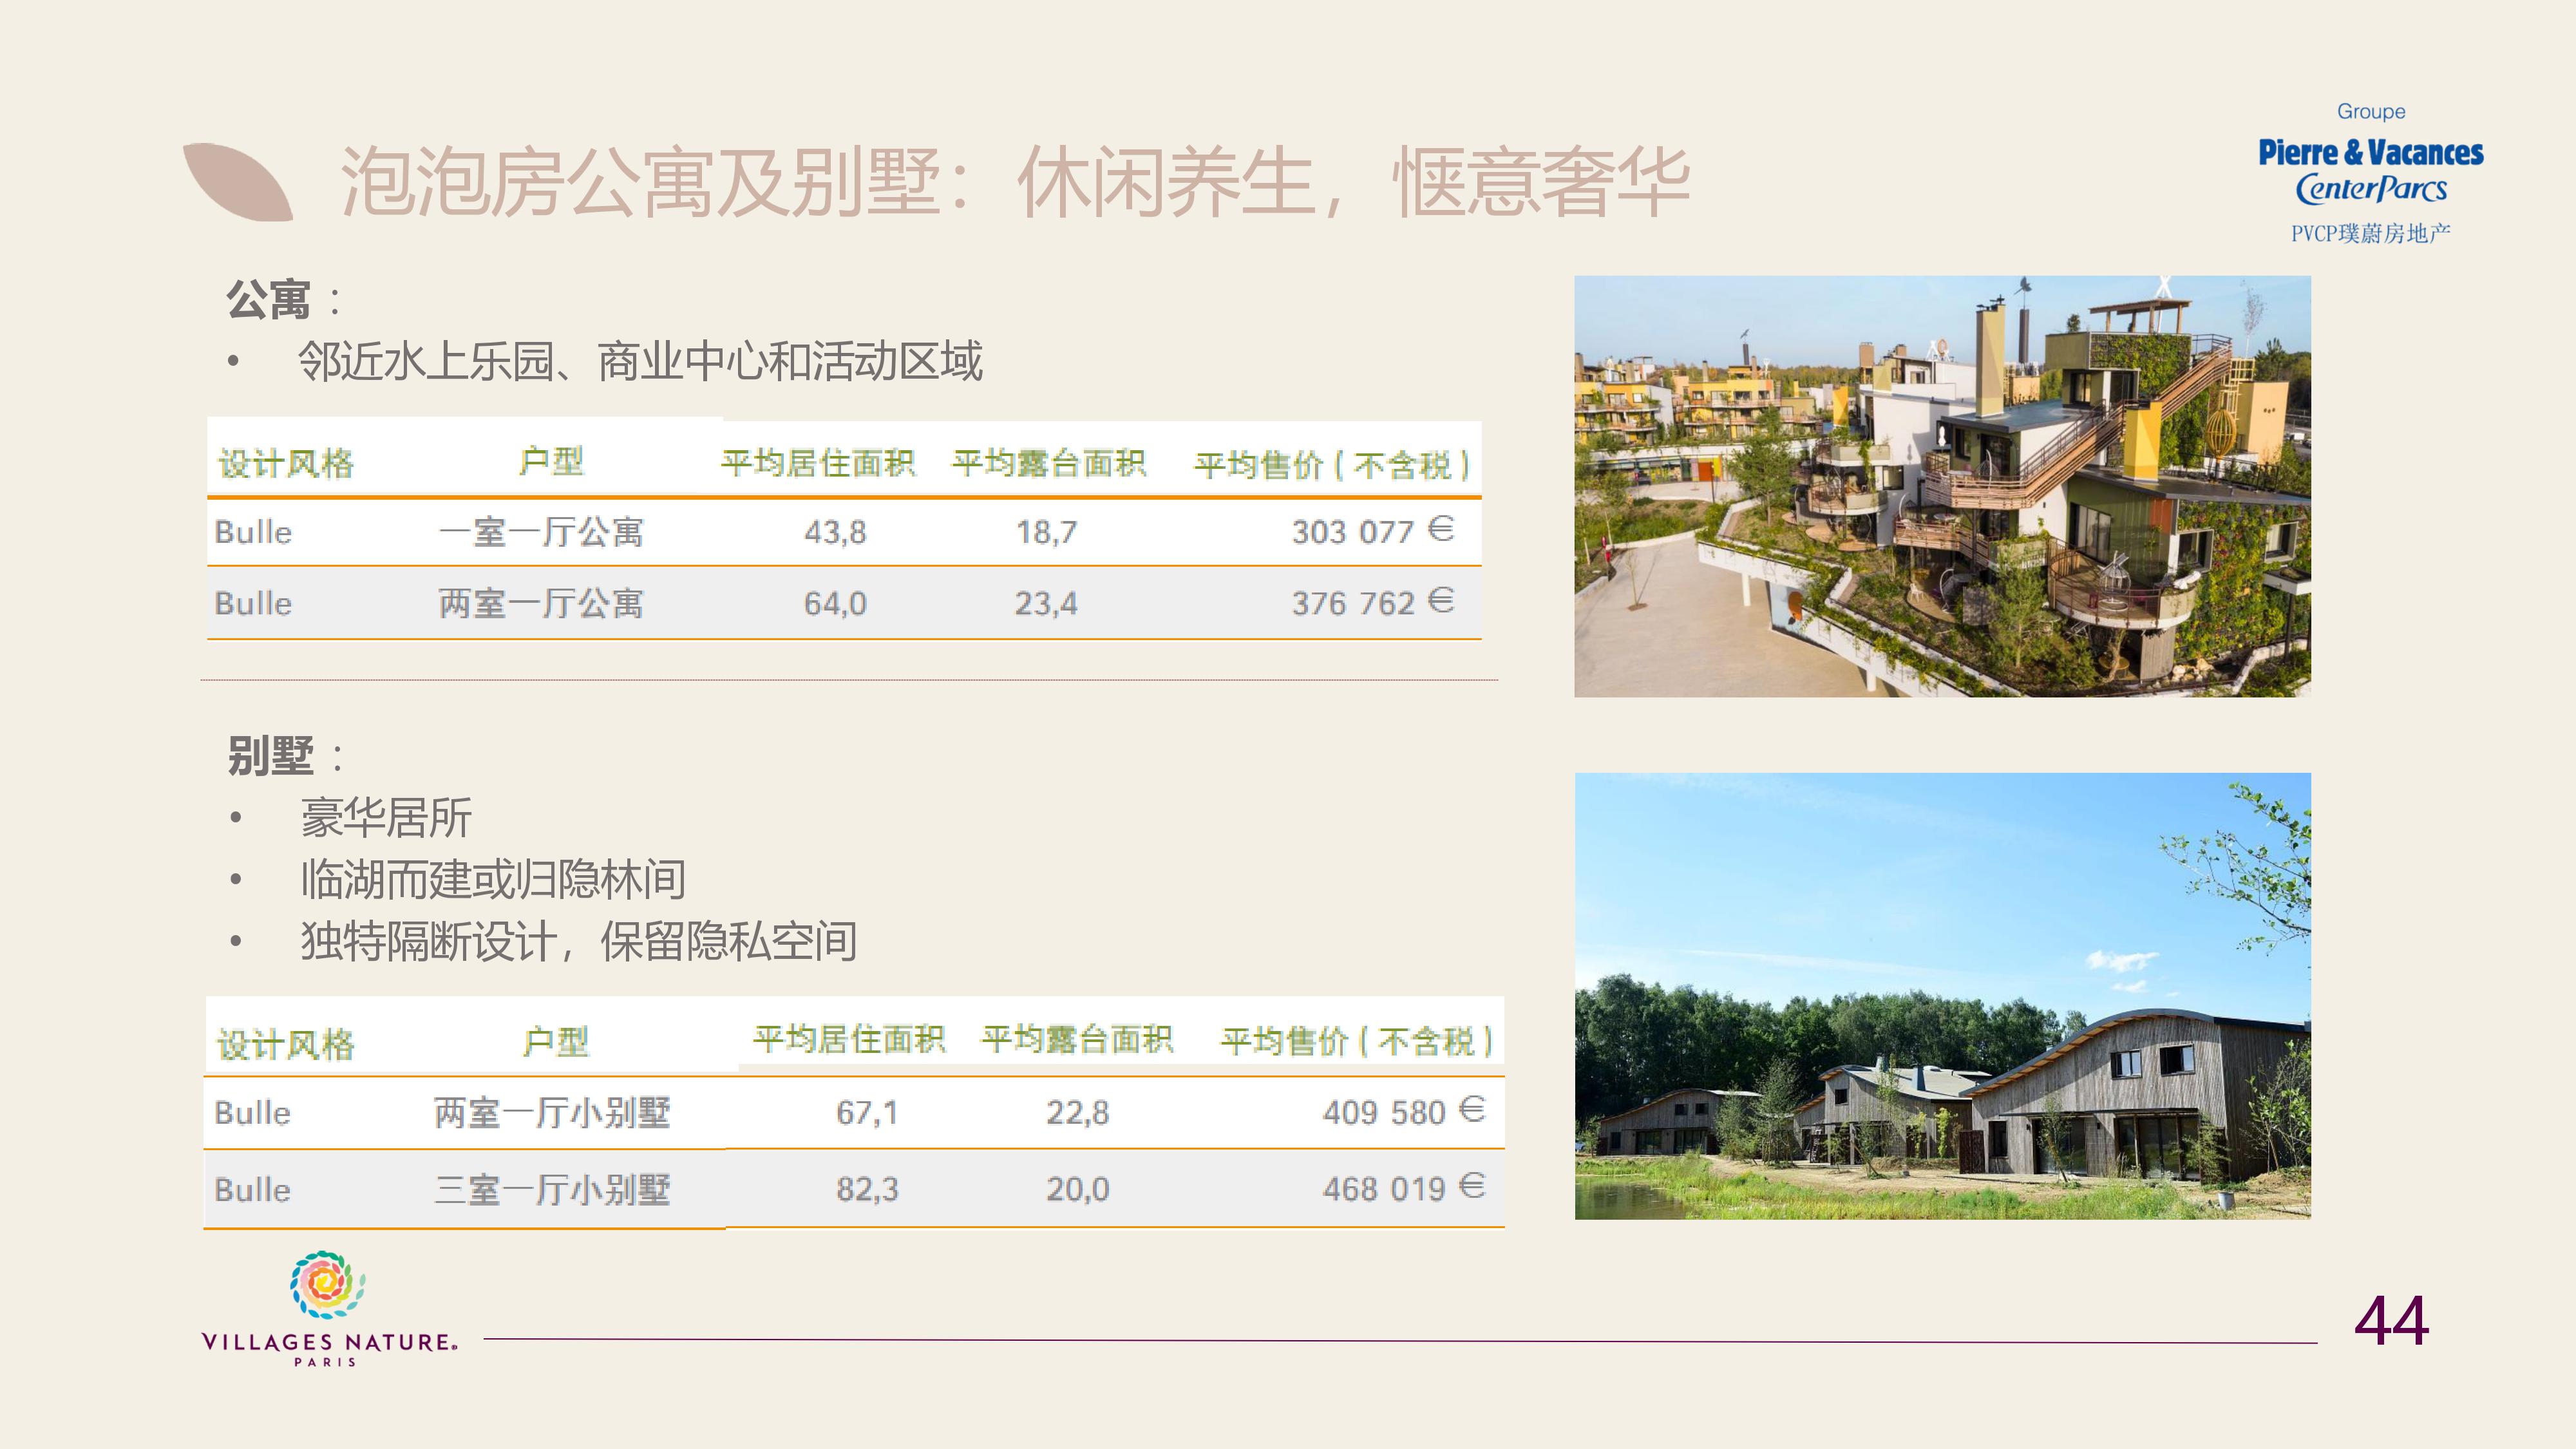 Groupe
Pierre & Vacances
CenterParcs
PVCP璞蔚房地产
泡泡房公寓及别墅：休闲养生，惬意奢华
公寓：
• 邻近水上乐园、商业中心和活动区域
设计风格 户型 平均居住面积 平均露台面积 平均售价（不含税）
Bulle 一室一厅公寓 43,8 18,7 303 077 €
Bulle 两室一厅公寓 64,0 23,4 376 762 €
别墅：
• 豪华居所
• 临湖而建或归隐林间
• 独特隔断设计，保留隐私空间
设计风格 户型 平均居住面积 平均露台面积 平均售价（不含税）
Bulle 两室一厅小别墅 67,1 22,8 409 580 €
Bulle 三室一厅小别墅 82,3 20,0 468 019 €
VILLAGES NATURE®
PARIS
44